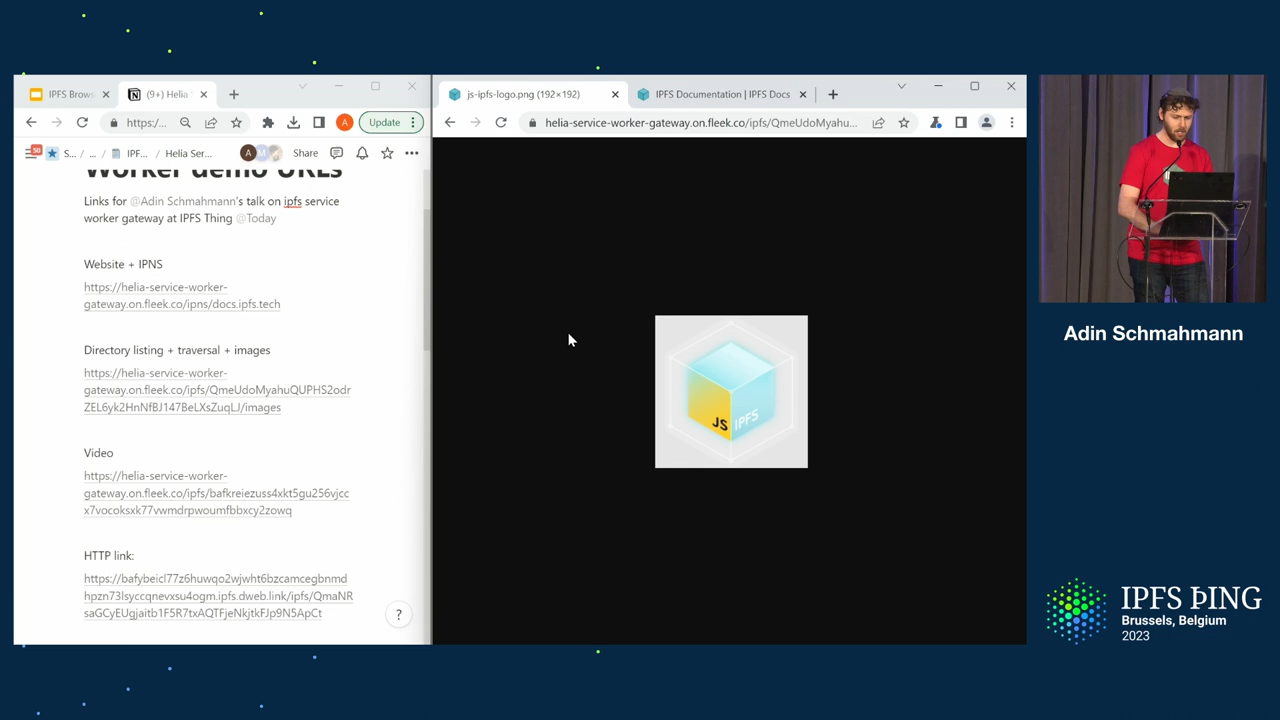 IPFS Brow
(9+) Helia
js-ipfs-logo.png (192×192)
IPFS Documentation | IPFS Docs
https:/...
A
Update
helia-service-worker-gateway.on.fleek.co/ipfs/QmeUdoMyahu...
50
S... / ... / IPF... / Helia Ser...
A M
Share
Worker demo URLs
Links for @Adin Schmahmann's talk on ipfs service
worker gateway at IPFS Thing @Today
Website + IPNS
https://helia-service-worker-
gateway.on.fleek.co/ipns/docs.ipfs.tech
Directory listing + traversal + images
https://helia-service-worker-
gateway.on.fleek.co/ipfs/QmeUdoMyahuQUPHS2odr
ZEL6yk2HnNfBJ147BeLXsZuqLJ/images
Video
https://helia-service-worker-
gateway.on.fleek.co/ipfs/bafkreiezuss4xkt5gu256vjcc
x7vocoksxk77vwmdrpwoumfbbxcy2zowq
HTTP link:
https://bafybeicl77z6huwqo2wjwht6bzcamcegbnmd
hpzn73lsyccqnevxsu4ogm.ipfs.dweb.link/ipfs/QmaNR
saGCyEUgjaitb1F5R7txAQTFjeNkjtkFJp9N5ApCt
?
JS IPFS
Adin Schmahmann
IPFS ÞING
Brussels, Belgium
2023